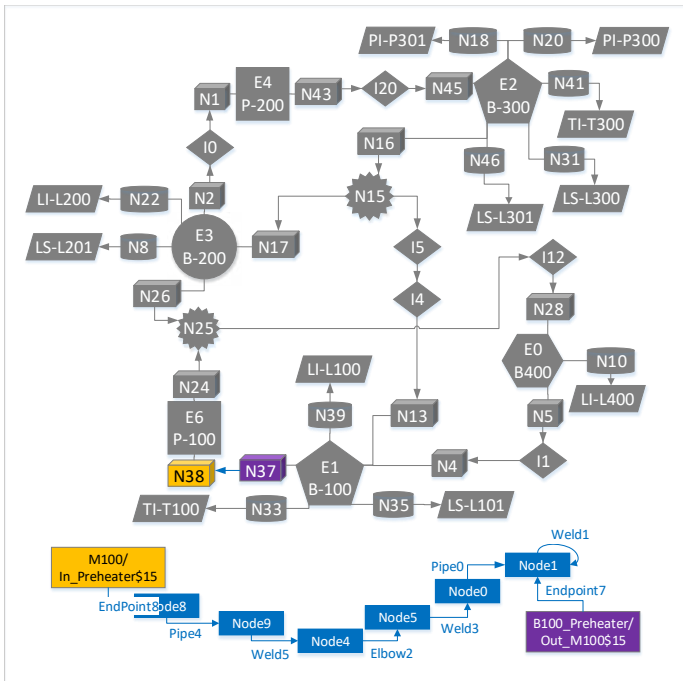 PI-P301
N18
N20
PI-P300
E4
P-200
N1
N43
I20
N45
E2
B-300
N41
TI-T300
I0
N16
N46
N31
LS-L300
LS-L301
LI-L200
N22
N2
N15
LS-L201
N8
E3
B-200
N17
I5
I12
N26
I4
N28
N25
E0
B400
N10
LI-L400
LI-L100
N24
N39
N13
N5
E6
P-100
N38
N37
E1
B-100
N4
I1
TI-T100
N33
N35
LS-L101
Weld1
M100/
In_Preheater$15
Pipe0
Node1
EndPoint8
ode8
Node0
Endpoint7
Pipe4
Node9
Node5
Weld3
B100_Preheater/
Out_M100$15
Weld5
Node4
Elbow2